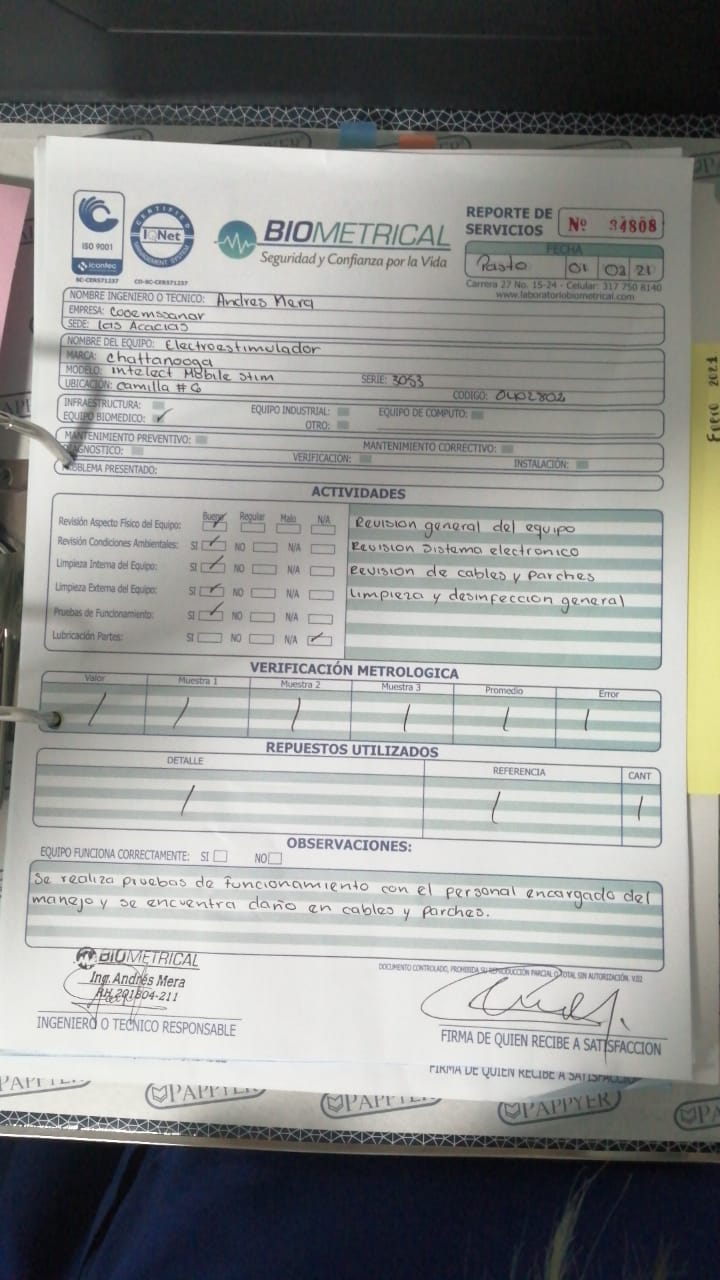 ISO 9001
icontec
SC-CER571237
CERTIFIED
IQNet
MANAGEMENT SYSTEM
CO-SC-CER571237
BIOMETRICAL
Seguridad y Confianza por la Vida
REPORTE DE SERVICIOS Nº 34808
FECHA
Pasto 01 02 21
Carrera 27 No. 15-24 - Celular: 317 750 8140
www.laboratoriobiometrical.com
NOMBRE INGENIERO O TECNICO: Andres Mera
EMPRESA: Coemssanar
SEDE: las Acacias
NOMBRE DEL EQUIPO: Electroestimulador
MARCA: Chattanooga
MODELO: Intelect Mobile Stim SERIE: 3053
UBICACIÓN: Camilla # 6 CODIGO: 0402802
INFRAESTRUCTURA: EQUIPO INDUSTRIAL: EQUIPO DE COMPUTO:
EQUIPO BIOMEDICO: ✓ OTRO:
MANTENIMIENTO PREVENTIVO: MANTENIMIENTO CORRECTIVO:
DIAGNOSTICO: VERIFICACIÓN: INSTALACIÓN:
PROBLEMA PRESENTADO:
ACTIVIDADES
Bueno Regular Malo N/A
Revisión Aspecto Físico del Equipo: ✓ Revision general del equipo
Revisión Condiciones Ambientales: SI ✓ NO N/A Revision Sistema electronico
Limpieza Interna del Equipo: SI ✓ NO N/A Revision de cables y Parches
Limpieza Externa del Equipo: SI ✓ NO N/A Limpieza y desinfeccion general
Pruebas de Funcionamiento: SI ✓ NO N/A
Lubricación Partes: SI NO N/A ✓
VERIFICACIÓN METROLOGICA
Valor Muestra 1 Muestra 2 Muestra 3 Promedio Error
/ / / / / /
REPUESTOS UTILIZADOS
DETALLE REFERENCIA CANT
/ / /
OBSERVACIONES:
EQUIPO FUNCIONA CORRECTAMENTE: SI NO
Se realiza pruebas de funcionamiento con el personal encargado del
manejo y se encuentra daño en cables y parches.
BIOMETRICAL
Ing. Andrés Mera
RH 201804-211
INGENIERO O TECNICO RESPONSABLE
DOCUMENTO CONTROLADO, PROHIBIDA SU REPRODUCCIÓN PARCIAL O TOTAL SIN AUTORIZACIÓN. V.02
FIRMA DE QUIEN RECIBE A SATISFACCION
FIRMA DE QUIEN RECIBE A SATISFACCION
PAPPYER PAPPYER PAPPYER PAPPYER